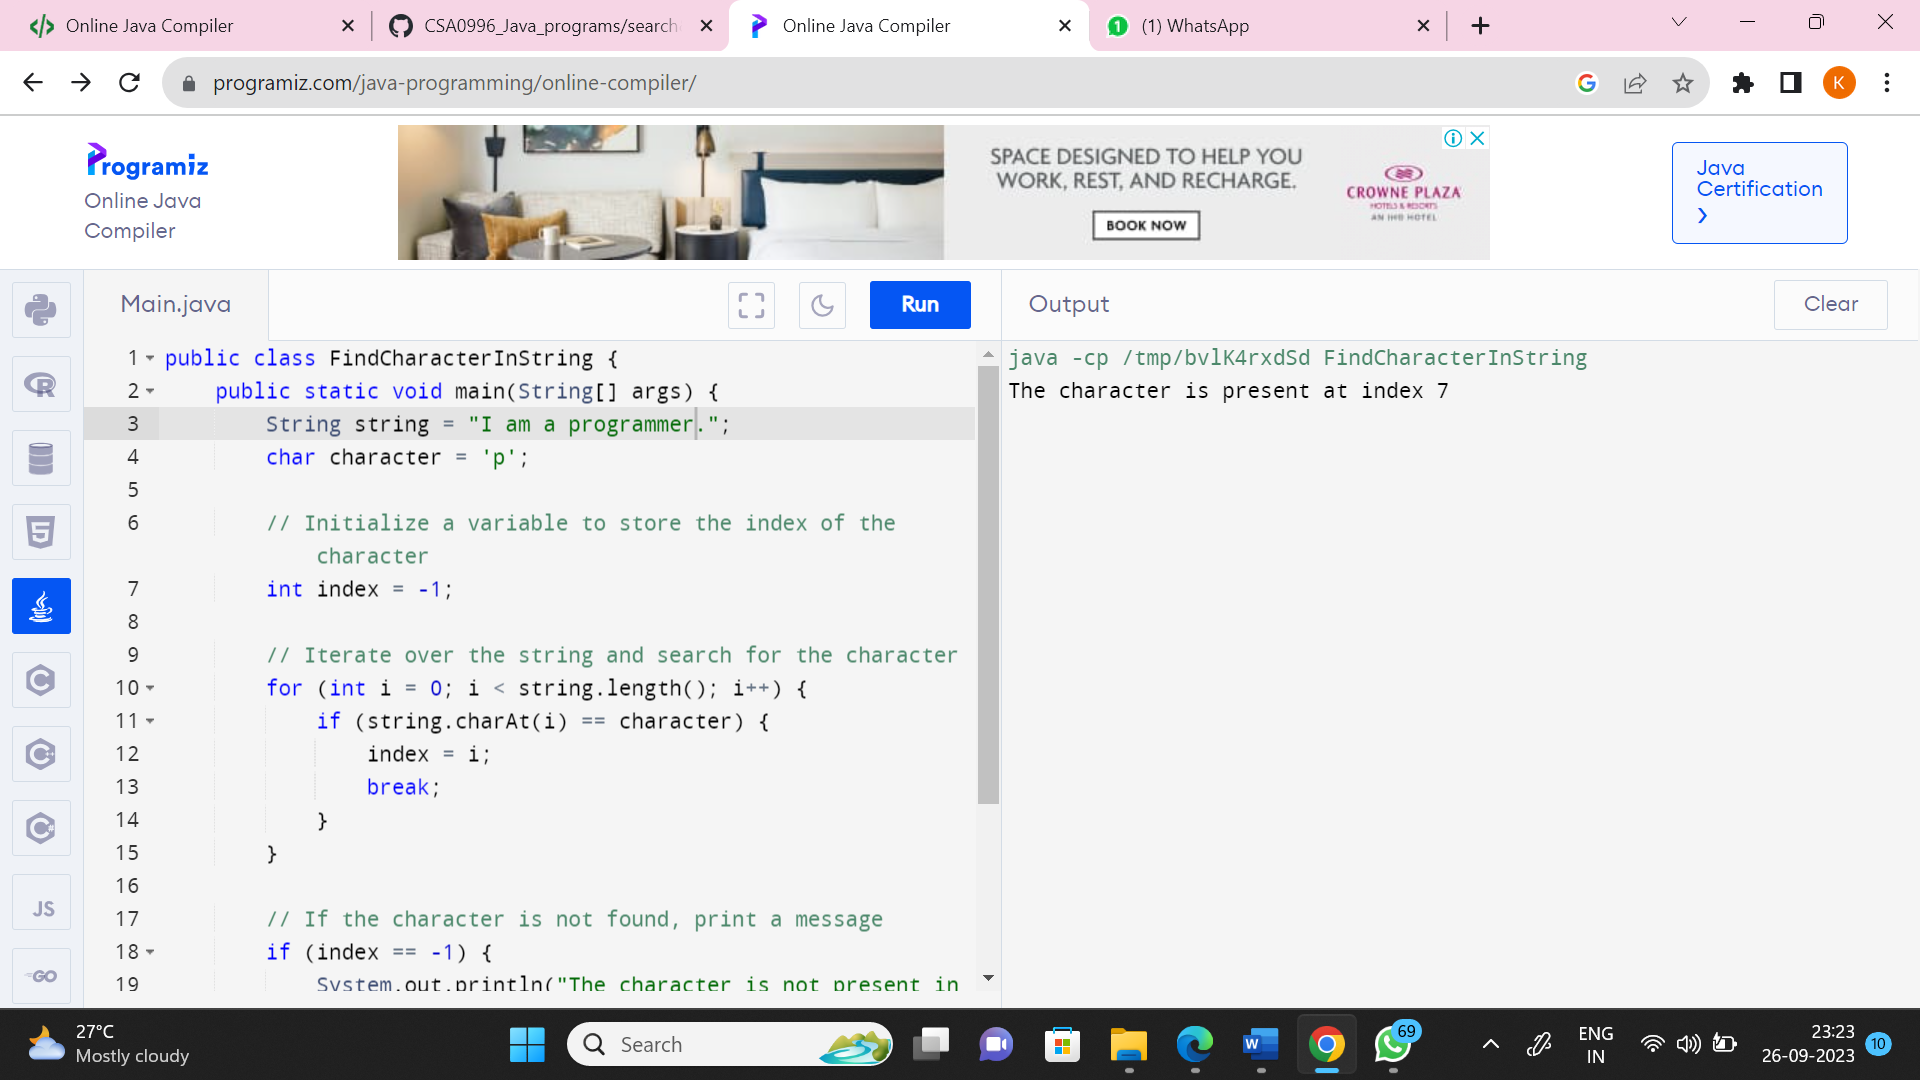 Online Java Compiler
CSA0996_Java_programs/search
Online Java Compiler
(1) WhatsApp
programiz.com/java-programming/online-compiler/
K
Programiz
Online Java
Compiler
SPACE DESIGNED TO HELP YOU
WORK, REST, AND RECHARGE.
BOOK NOW
CROWNE PLAZA
HOTELS & RESORTS
AN IHG HOTEL
Java
Certification
Main.java
Run
Output
Clear
1 public class FindCharacterInString {
2 public static void main(String[] args) {
3 String string = "I am a programmer.";
4 char character = 'p';
5
6 // Initialize a variable to store the index of the
character
7 int index = -1;
8
9 // Iterate over the string and search for the character
10 for (int i = 0; i < string.length(); i++) {
11 if (string.charAt(i) == character) {
12 index = i;
13 break;
14 }
15 }
16
17 // If the character is not found, print a message
18 if (index == -1) {
19 System.out.println("The character is not present in
java -cp /tmp/bvlK4rxdSd FindCharacterInString
The character is present at index 7
JS
GO
27°C
Mostly cloudy
Search
69
ENG
IN
23:23
26-09-2023
10